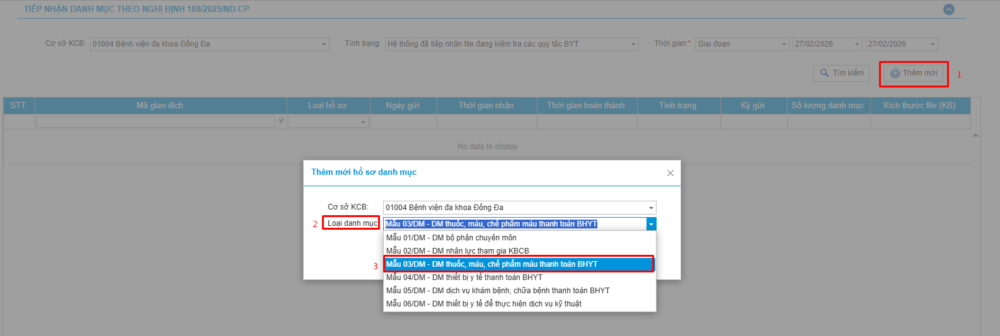 TIẾP NHẬN DANH MỤC THEO NGHỊ ĐỊNH 188/2025/ND-CP
Cơ sở KCB: 01004 Bệnh viện đa khoa Đống Đa Tình trạng: Hệ thống đã tiếp nhận file đang kiểm tra các quy tắc BYT Thời gian:* Giai đoạn 27/02/2026 27/02/2026
Tìm kiếm Thêm mới 1
STT Mã giao dịch Loại hồ sơ Ngày gửi Thời gian nhận Thời gian hoàn thành Tình trạng Kỳ gửi Số lượng danh mục Kích thước file (KB)
No data to display
Thêm mới hồ sơ danh mục
Cơ sở KCB: 01004 Bệnh viện đa khoa Đống Đa
2 Loại danh mục Mẫu 03/DM - DM thuốc, máu, chế phẩm máu thanh toán BHYT
Mẫu 01/DM - DM bộ phận chuyên môn
Mẫu 02/DM - DM nhân lực tham gia KBCB
3 Mẫu 03/DM - DM thuốc, máu, chế phẩm máu thanh toán BHYT
Mẫu 04/DM - DM thiết bị y tế thanh toán BHYT
Mẫu 05/DM - DM dịch vụ khám bệnh, chữa bệnh thanh toán BHYT
Mẫu 06/DM - DM thiết bị y tế để thực hiện dịch vụ kỹ thuật